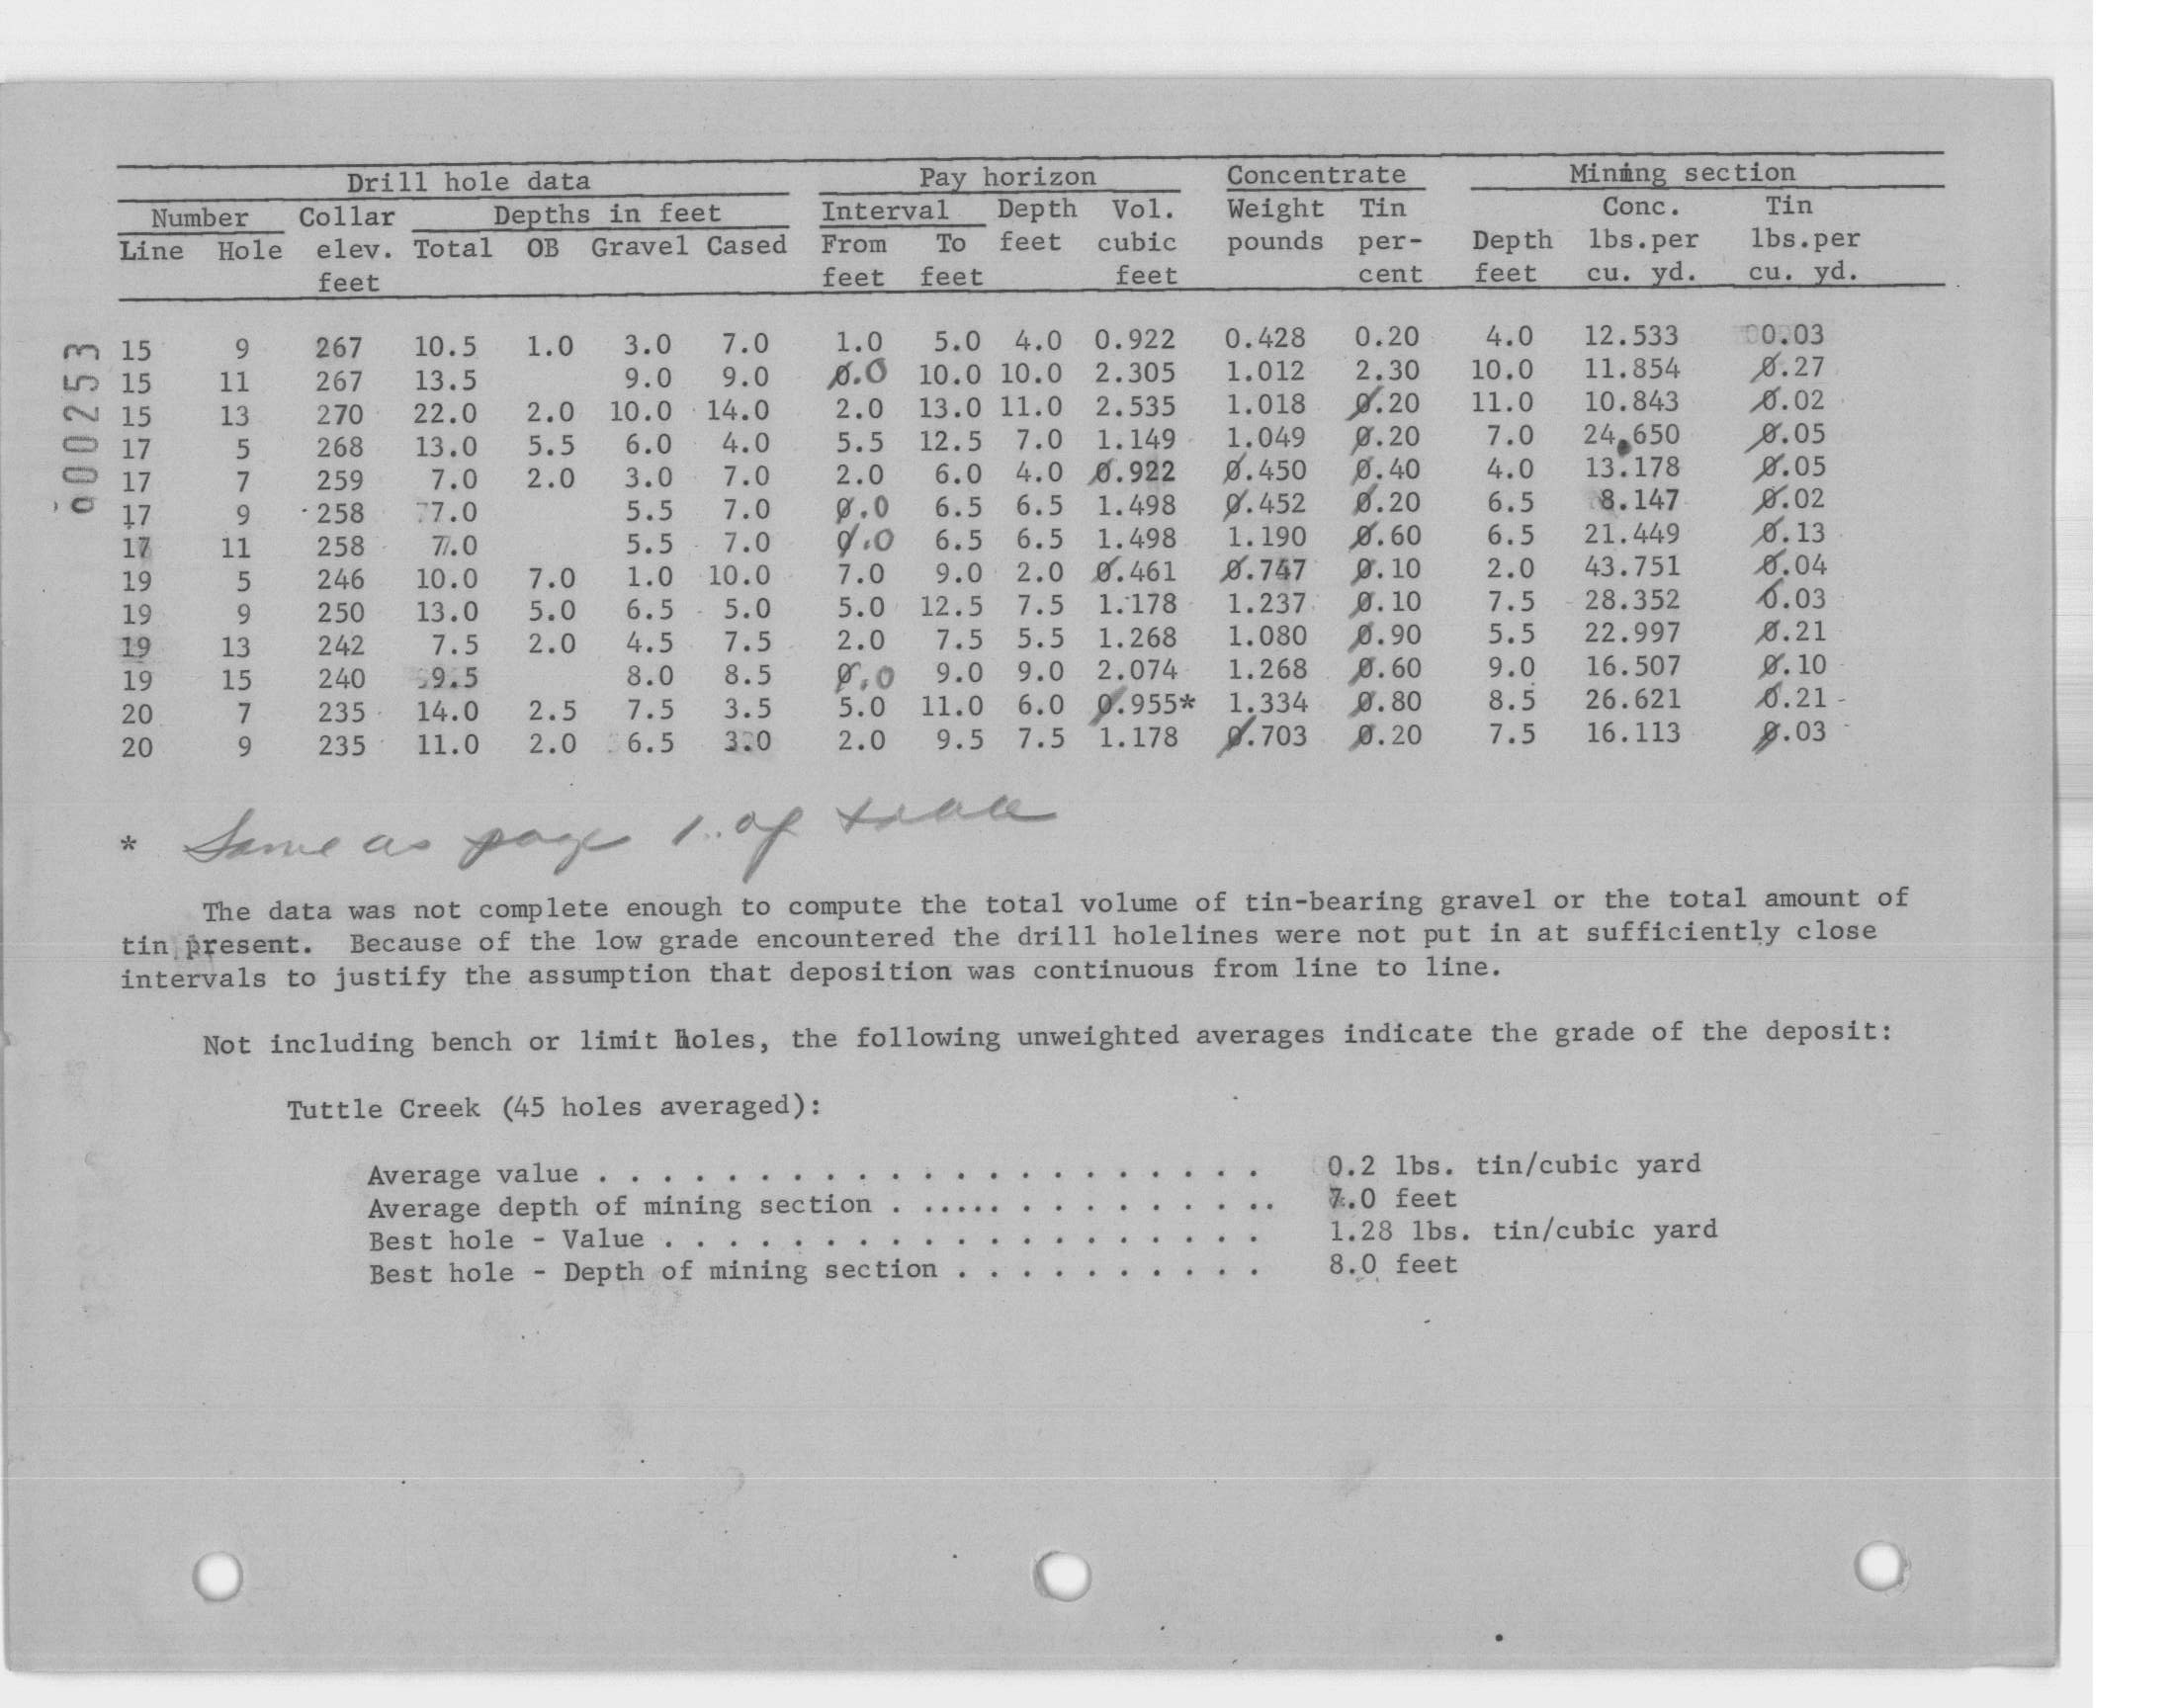 Drill hole data Pay horizon Concentrate Mining section
Number Collar Depths in feet Interval Depth Vol. Weight Tin Conc. Tin
Line Hole elev. Total OB Gravel Cased From To feet cubic pounds per- Depth lbs.per lbs.per
feet feet feet feet cent feet cu. yd. cu. yd.
15 9 267 10.5 1.0 3.0 7.0 1.0 5.0 4.0 0.922 0.428 0.20 4.0 12.533 0.03
15 11 267 13.5 9.0 9.0 0.0 10.0 10.0 2.305 1.012 2.30 10.0 11.854 0.27
15 13 270 22.0 2.0 10.0 14.0 2.0 13.0 11.0 2.535 1.018 0.20 11.0 10.843 0.02
17 5 268 13.0 5.5 6.0 4.0 5.5 12.5 7.0 1.149 1.049 0.20 7.0 24.650 0.05
17 7 259 7.0 2.0 3.0 7.0 2.0 6.0 4.0 0.922 0.450 0.40 4.0 13.178 0.05
17 9 258 7.0 5.5 7.0 0.0 6.5 6.5 1.498 0.452 0.20 6.5 8.147 0.02
17 11 258 7.0 5.5 7.0 0.0 6.5 6.5 1.498 1.190 0.60 6.5 21.449 0.13
19 5 246 10.0 7.0 1.0 10.0 7.0 9.0 2.0 0.461 0.747 0.10 2.0 43.751 0.04
19 9 250 13.0 5.0 6.5 5.0 5.0 12.5 7.5 1.178 1.237 0.10 7.5 28.352 0.03
19 13 242 7.5 2.0 4.5 7.5 2.0 7.5 5.5 1.268 1.080 0.90 5.5 22.997 0.21
19 15 240 9.5 8.0 8.5 0.0 9.0 9.0 2.074 1.268 0.60 9.0 16.507 0.10
20 7 235 14.0 2.5 7.5 3.5 5.0 11.0 6.0 0.955* 1.334 0.80 8.5 26.621 0.21
20 9 235 11.0 2.0 6.5 3.0 2.0 9.5 7.5 1.178 0.703 0.20 7.5 16.113 0.03
000253
* Same as page 1. of table
The data was not complete enough to compute the total volume of tin-bearing gravel or the total amount of
tin present. Because of the low grade encountered the drill holelines were not put in at sufficiently close
intervals to justify the assumption that deposition was continuous from line to line.
Not including bench or limit holes, the following unweighted averages indicate the grade of the deposit:
Tuttle Creek (45 holes averaged):
Average value . . . . . . . . . . . . . . . . . . . . . 0.2 lbs. tin/cubic yard
Average depth of mining section . ..... . . . . . . . .. 7.0 feet
Best hole - Value . . . . . . . . . . . . . . . . . . . 1.28 lbs. tin/cubic yard
Best hole - Depth of mining section . . . . . . . . . . 8.0 feet